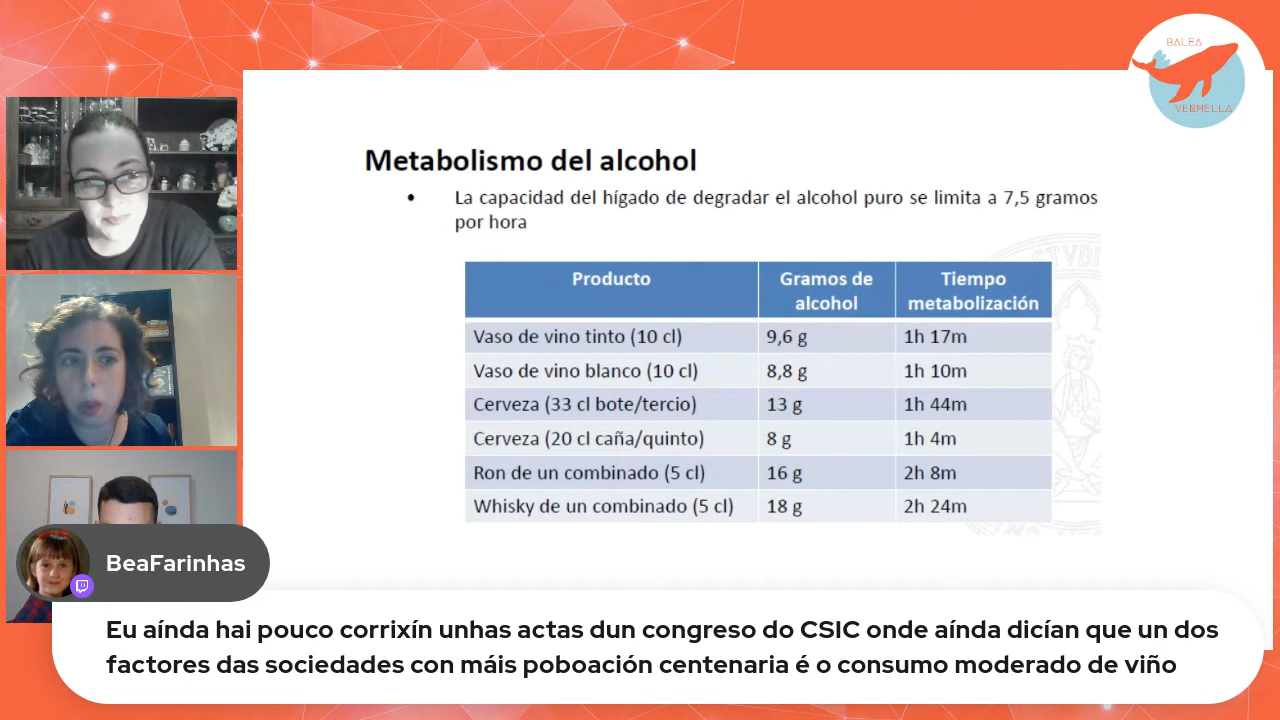 BALEA
VERMELLA
Metabolismo del alcohol
• La capacidad del hígado de degradar el alcohol puro se limita a 7,5 gramos
por hora
Producto Gramos de alcohol Tiempo metabolización
Vaso de vino tinto (10 cl) 9,6 g 1h 17m
Vaso de vino blanco (10 cl) 8,8 g 1h 10m
Cerveza (33 cl bote/tercio) 13 g 1h 44m
Cerveza (20 cl caña/quinto) 8 g 1h 4m
Ron de un combinado (5 cl) 16 g 2h 8m
Whisky de un combinado (5 cl) 18 g 2h 24m
BeaFarinhas
Eu aínda hai pouco corrixín unhas actas dun congreso do CSIC onde aínda dicían que un dos
factores das sociedades con máis poboación centenaria é o consumo moderado de viño